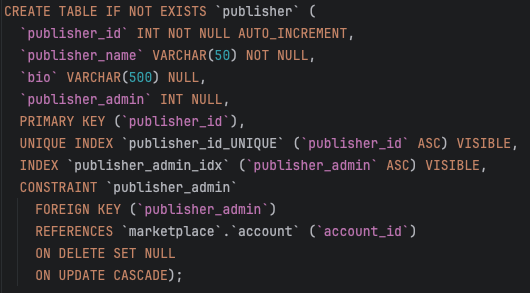 CREATE TABLE IF NOT EXISTS `publisher` (
  `publisher_id` INT NOT NULL AUTO_INCREMENT,
  `publisher_name` VARCHAR(50) NOT NULL,
  `bio` VARCHAR(500) NULL,
  `publisher_admin` INT NULL,
  PRIMARY KEY (`publisher_id`),
  UNIQUE INDEX `publisher_id_UNIQUE` (`publisher_id` ASC) VISIBLE,
  INDEX `publisher_admin_idx` (`publisher_admin` ASC) VISIBLE,
  CONSTRAINT `publisher_admin`
    FOREIGN KEY (`publisher_admin`)
    REFERENCES `marketplace`.`account` (`account_id`)
    ON DELETE SET NULL
    ON UPDATE CASCADE);